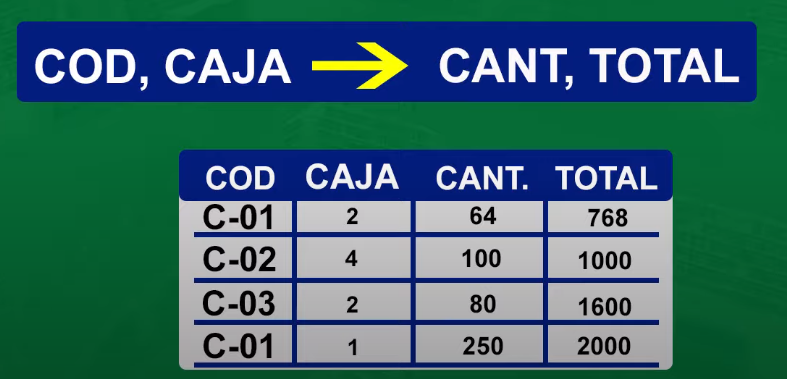 COD, CAJA → CANT, TOTAL
COD CAJA CANT. TOTAL
C-01 2 64 768
C-02 4 100 1000
C-03 2 80 1600
C-01 1 250 2000